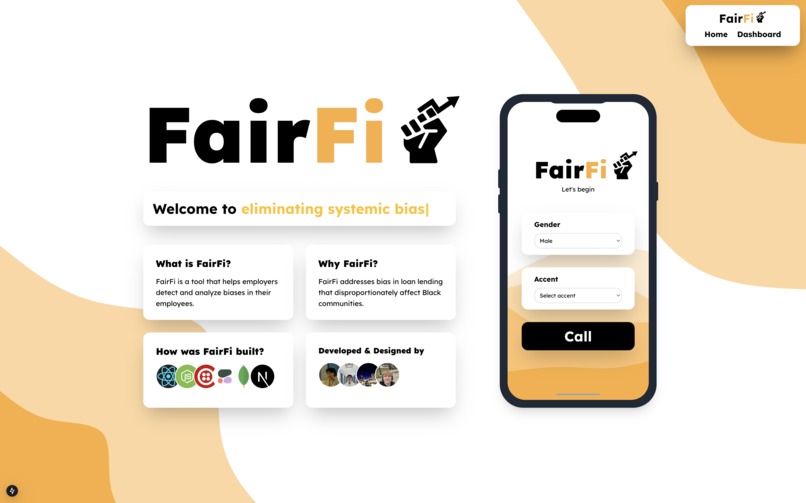 FairFi
Home Dashboard
FairFi
Welcome to eliminating systemic bias|
What is FairFi?
FairFi is a tool that helps employers
detect and analyze biases in their
employees.
Why FairFi?
FairFi addresses bias in loan lending
that disproportionately affect Black
communities.
How was FairFi built?
Developed & Designed by
FairFi
Let's begin
Gender
Male
Accent
Select accent
Call